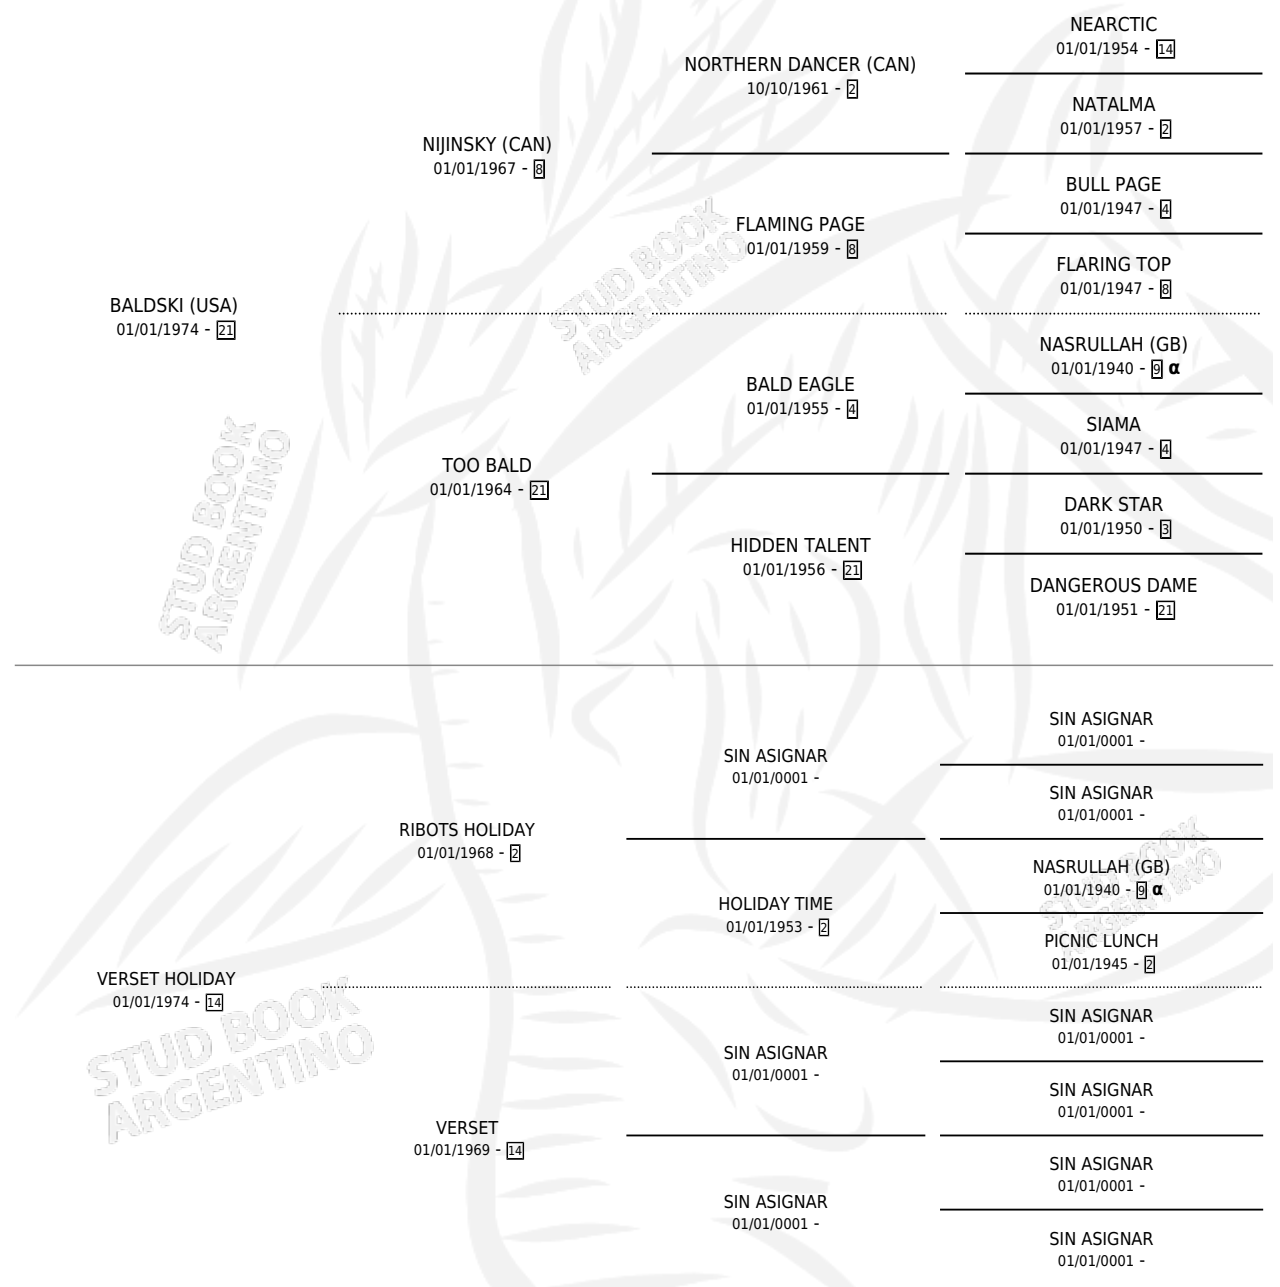 NEARCTIC
01/01/1954 - 14
NORTHERN DANCER (CAN)
10/10/1961 - 2
NATALMA
01/01/1957 - 2
NIJINSKY (CAN)
01/01/1967 - 8
BULL PAGE
01/01/1947 - 4
FLAMING PAGE
01/01/1959 - 8
FLARING TOP
01/01/1947 - 8
STUD BOOK
ARGENTINO
BALDSKI (USA)
01/01/1974 - 21
NASRULLAH (GB)
01/01/1940 - 9 α
BALD EAGLE
01/01/1955 - 4
SIAMA
01/01/1947 - 4
TOO BALD
01/01/1964 - 21
DARK STAR
01/01/1950 - 3
HIDDEN TALENT
01/01/1956 - 21
DANGEROUS DAME
01/01/1951 - 21
STUD BOOK
ARGENTINO
SIN ASIGNAR
01/01/0001 -
SIN ASIGNAR
01/01/0001 -
SIN ASIGNAR
01/01/0001 -
RIBOTS HOLIDAY
01/01/1968 - 2
NASRULLAH (GB)
01/01/1940 - 9 α
HOLIDAY TIME
01/01/1953 - 2
PICNIC LUNCH
01/01/1945 - 2
STUD BOOK
ARGENTINO
VERSET HOLIDAY
01/01/1974 - 14
STUD BOOK
ARGENTINO
SIN ASIGNAR
01/01/0001 -
SIN ASIGNAR
01/01/0001 -
SIN ASIGNAR
01/01/0001 -
VERSET
01/01/1969 - 14
SIN ASIGNAR
01/01/0001 -
SIN ASIGNAR
01/01/0001 -
SIN ASIGNAR
01/01/0001 -